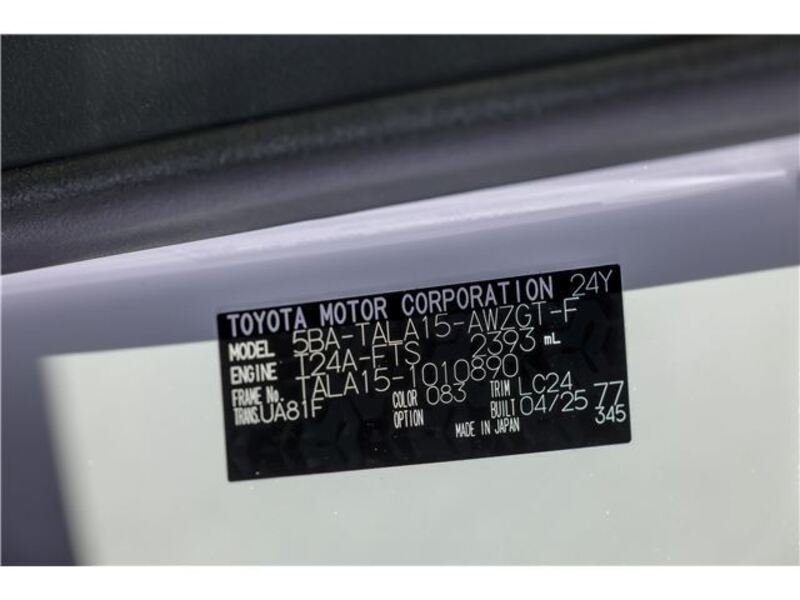 TOYOTA MOTOR CORPORATION 24Y
MODEL 5BA-TALA15-AWZGT-F
ENGINE T24A-FTS 2393 mL
FRAME No. TALA15-1010890
TRANS. UA81F COLOR 083 TRIM LC24 77
OPTION BUILT 04/25 345
MADE IN JAPAN